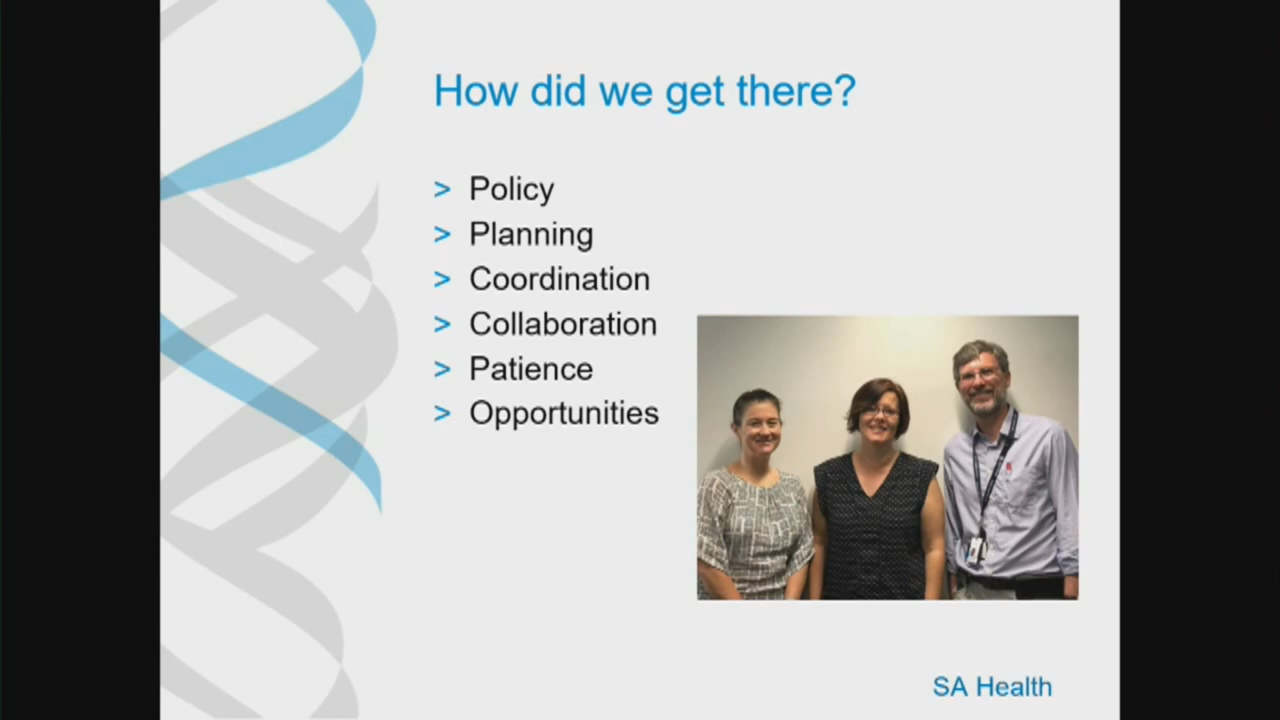 How did we get there?
> Policy
> Planning
> Coordination
> Collaboration
> Patience
> Opportunities
SA Health